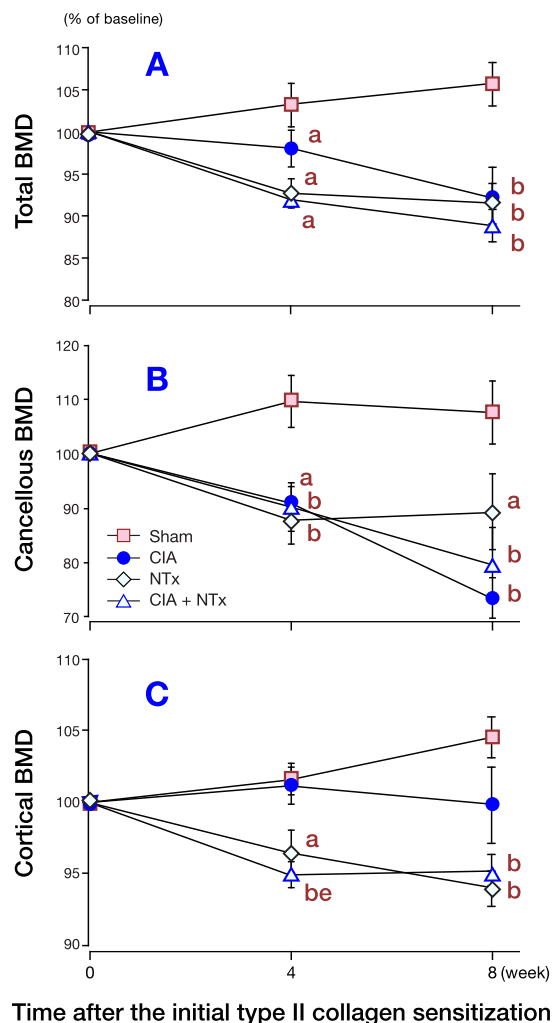 (% of baseline)
110
A
105
100
a
95
a
b
b
90
a
b
85
80
Total BMD
120
B
110
100
a
b
a
90
b
Sham
CIA
b
80
NTx
b
CIA + NTx
70
Cancellous BMD
110
C
105
100
a
95
b
be
b
90
Cortical BMD
0 4 8 (week)
Time after the initial type II collagen sensitization